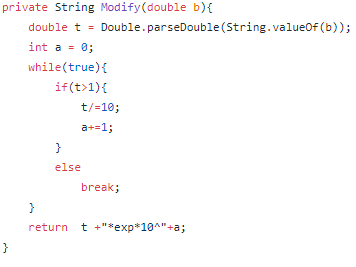 private String Modify(double b){
    double t = Double.parseDouble(String.valueOf(b));
    int a = 0;
    while(true){
        if(t>1){
            t/=10;
            a+=1;
        }
        else
            break;
    }
    return  t +"*exp*10^"+a;
}